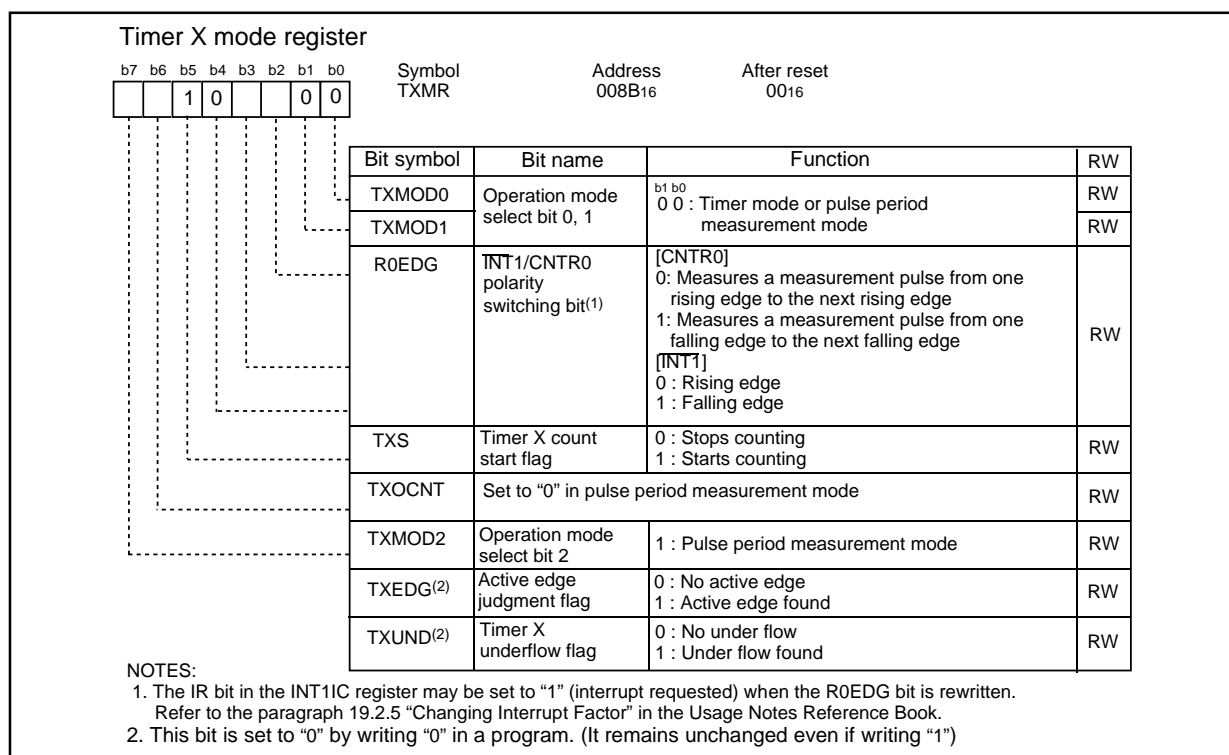 Timer X mode register
b7 b6 b5 b4 b3 b2 b1 b0 Symbol Address After reset
1 0 0 0 TXMR 008B16 0016
Bit symbol Bit name Function RW
TXMOD0 Operation mode select bit 0, 1 b1 b0 RW
0 0 : Timer mode or pulse period
measurement mode
TXMOD1 RW
R0EDG INT1/CNTR0
polarity
switching bit(1)
[CNTR0]
0: Measures a measurement pulse from one
rising edge to the next rising edge
1: Measures a measurement pulse from one
falling edge to the next falling edge
[INT1]
0 : Rising edge
1 : Falling edge
RW
TXS Timer X count
start flag
0 : Stops counting
1 : Starts counting
RW
TXOCNT Set to “0” in pulse period measurement mode RW
TXMOD2 Operation mode
select bit 2
1 : Pulse period measurement mode RW
TXEDG(2) Active edge
judgment flag
0 : No active edge
1 : Active edge found
RW
TXUND(2) Timer X
underflow flag
0 : No under flow
1 : Under flow found
RW
NOTES:
1. The IR bit in the INT1IC register may be set to “1” (interrupt requested) when the R0EDG bit is rewritten.
Refer to the paragraph 19.2.5 “Changing Interrupt Factor” in the Usage Notes Reference Book.
2. This bit is set to “0” by writing “0” in a program. (It remains unchanged even if writing “1”)